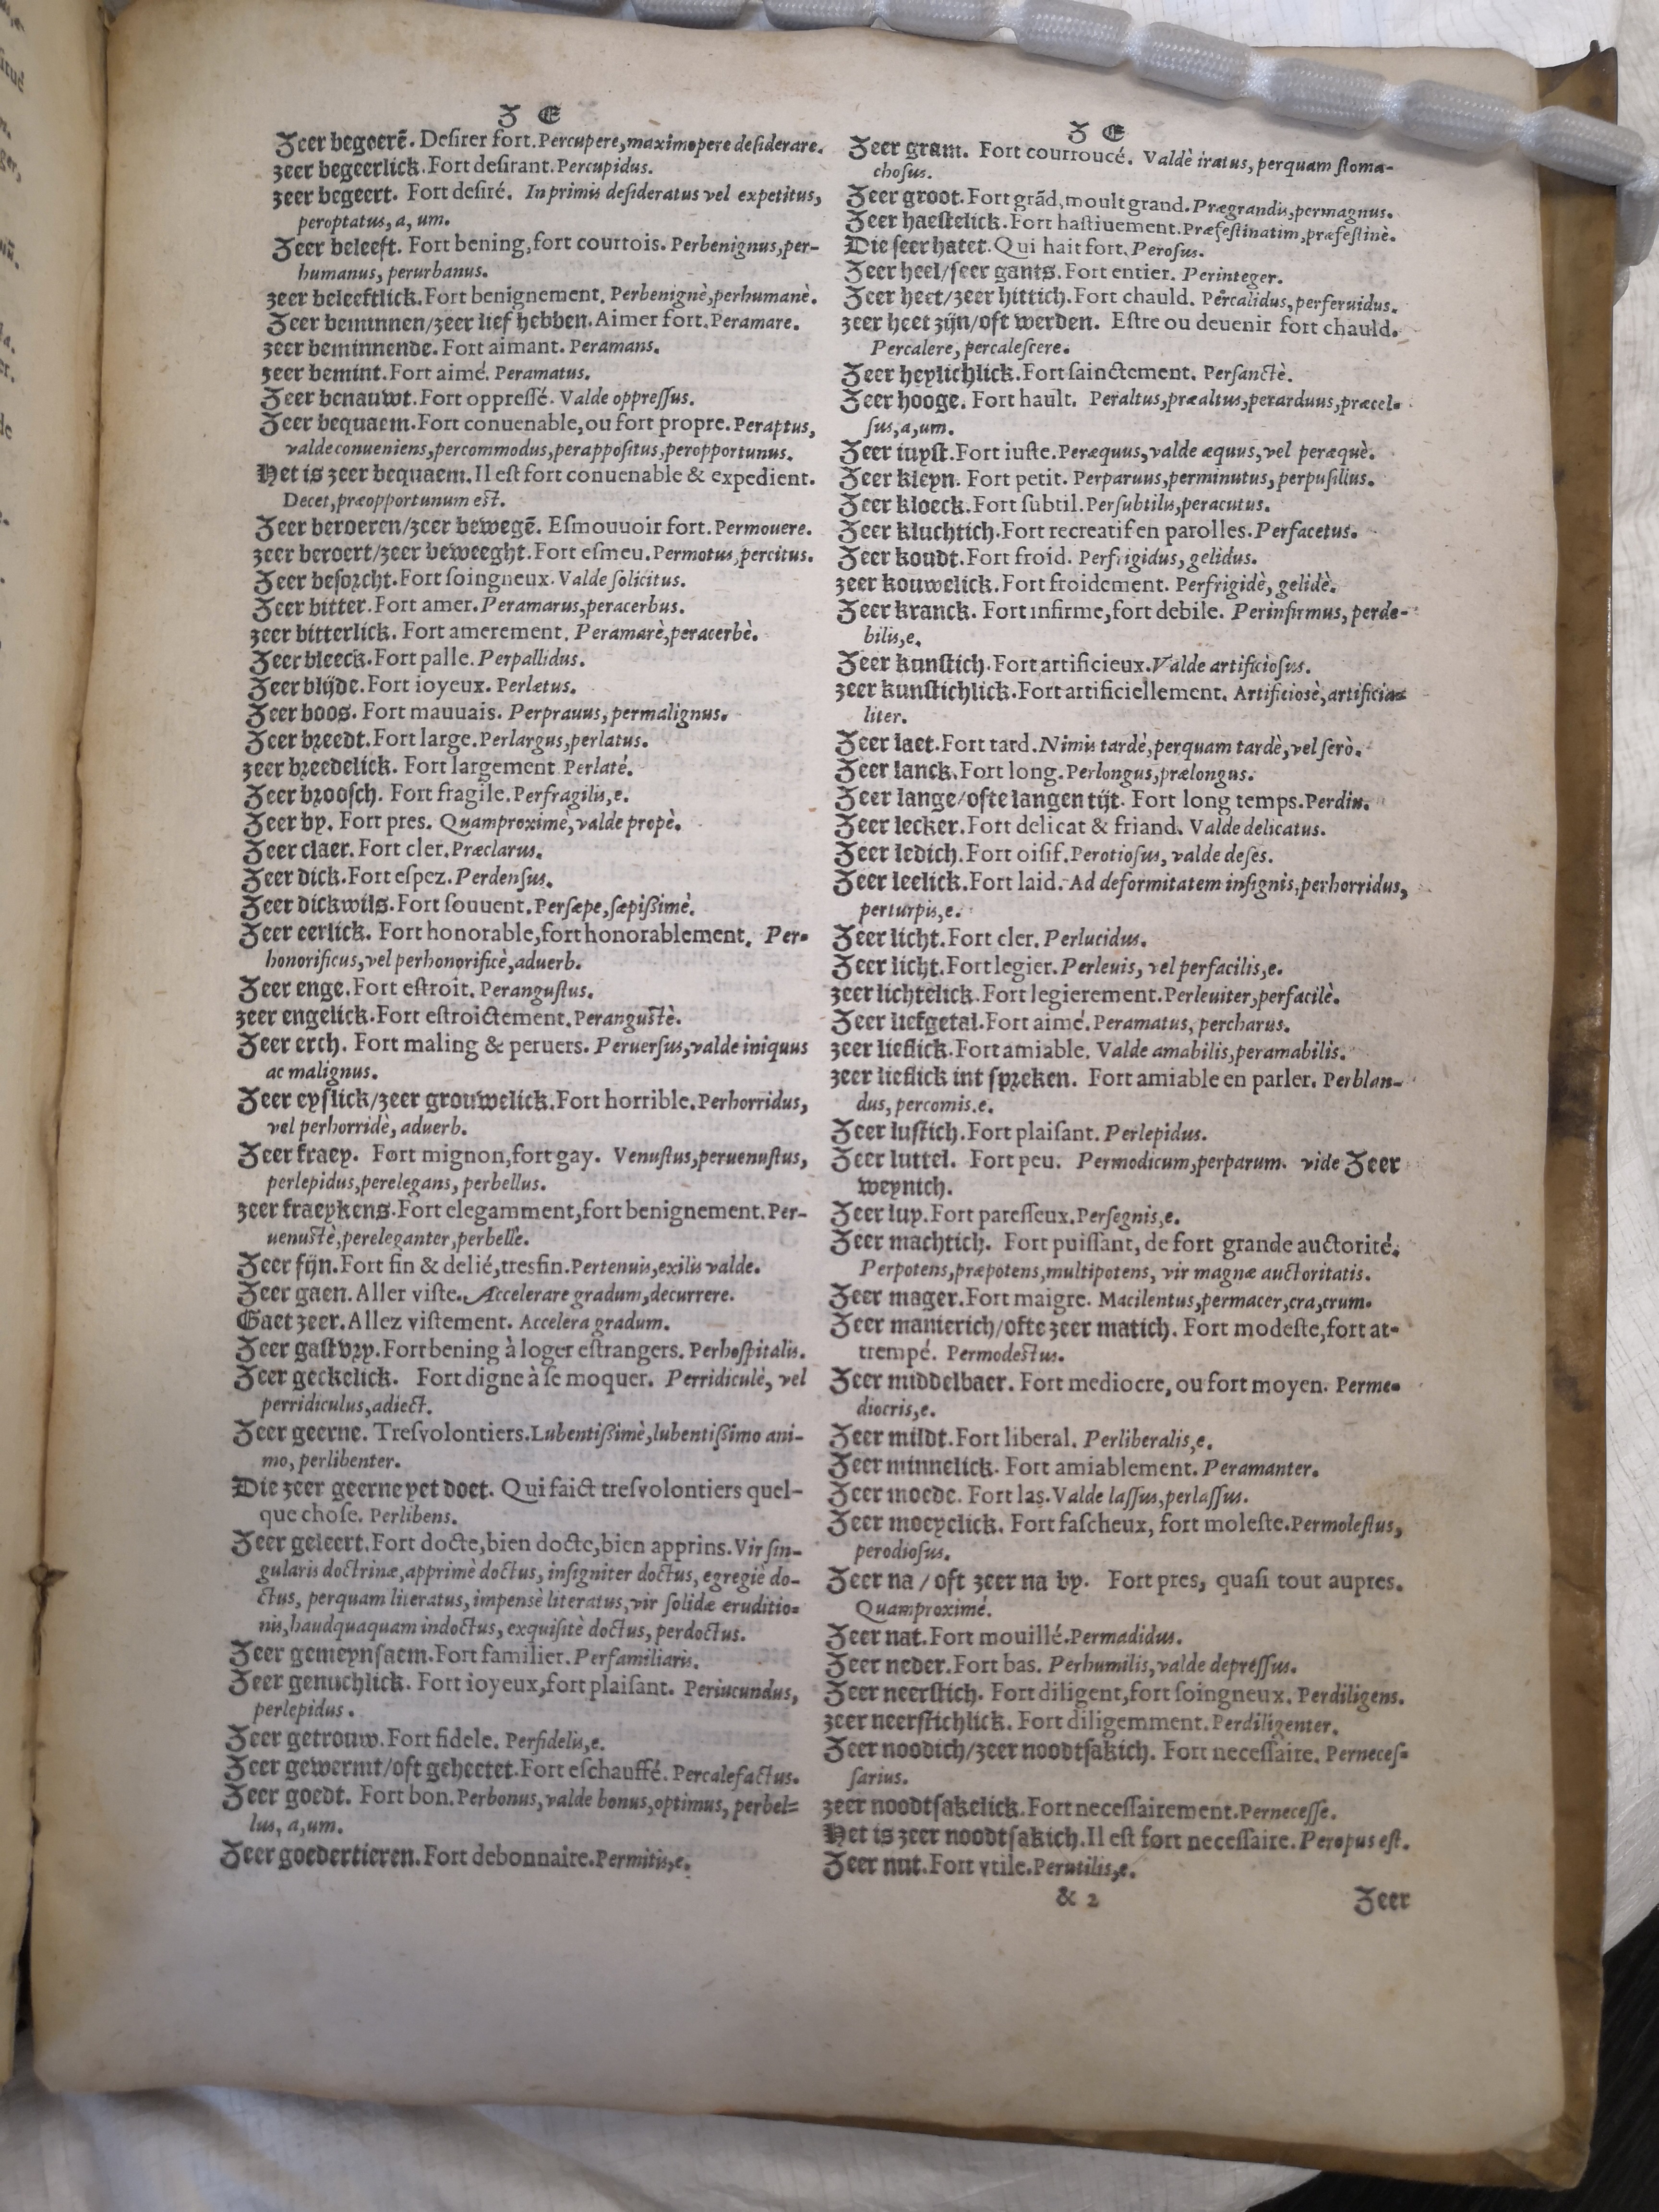 Z E
Zeer begeerē. Desirer fort. Percupere, maximopere desiderare.
zeer begeerlick. Fort desirant. Percupidus.
zeer begeert. Fort desiré. Inprimis desideratus vel expetitus,
peroptatus, a, um.
Zeer beleeft. Fort bening, fort courtois. Perbenignus, per-
humanus, perurbanus.
zeer beleeftlick. Fort benignement. Perbenignè, perhumanè.
Zeer beminnen/zeer lief hebben. Aimer fort. Peramare.
zeer beminnende. Fort aimant. Peramans.
zeer bemint. Fort aimé. Peramatus.
Zeer benauwt. Fort oppressé. Valde oppressus.
Zeer bequaem. Fort conuenable, ou fort propre. Peraptus,
valde conueniens, percommodus, perappositus, peropportunus.
Het is zeer bequaem. Il est fort conuenable & expedient.
Decet, præopportunum est.
Zeer beroeren/zeer bewegē. Esmouuoir fort. Permouere.
zeer beroert/zeer beweeght. Fort esmeu. Permotus, percitus.
Zeer besorcht. Fort soingneux. Valde solicitus.
Zeer bitter. Fort amer. Peramarus, peracerbus.
zeer bitterlick. Fort amerement. Peramarè, peracerbè.
Zeer bleeck. Fort palle. Perpallidus.
Zeer blijde. Fort ioyeux. Perlætus.
Zeer boos. Fort mauuais. Perprauus, permalignus.
Zeer breedt. Fort large. Perlargus, perlatus.
zeer breedelick. Fort largement Perlaté.
Zeer broosch. Fort fragile. Perfragilis, e.
Zeer by. Fort pres. Quamproximè, valde propè.
Zeer claer. Fort cler. Præclarus.
Zeer dick. Fort espez. Perdensus.
Zeer dickwils. Fort souuent. Persæpe, sæpißimè.
Zeer eerlick. Fort honorable, fort honorablement. Per-
honorificus, vel perhonorificè, aduerb.
Zeer enge. Fort estroit. Perangustus.
zeer engelick. Fort estroictement. Perangustè.
Zeer erch. Fort maling & peruers. Peruersus, valde iniquus
ac malignus.
Zeer eyslick/zeer grouwelick. Fort horrible. Perhorridus,
vel perhorridè, aduerb.
Zeer fraey. Fort mignon, fort gay. Venustus, peruenustus,
perlepidus, perelegans, perbellus.
zeer fraeykens. Fort elegamment, fort benignement. Per-
uenustè, pereleganter, perbelle.
Zeer fijn. Fort fin & delié, tresfin. Pertenuis, exilis valde.
Zeer gaen. Aller viste. Accelerare gradum, decurrere.
Gaet zeer. Allez vistement. Accelera gradum.
Zeer gastvry. Fort bening à loger estrangers. Perhospitalis.
Zeer geckelick. Fort digne à se moquer. Perridiculè, vel
perridiculus, adiect.
Zeer geerne. Tresvolontiers. Lubentißimè, lubentißimo ani-
mo, perlibenter.
Die zeer geerne yet doet. Qui faict tresvolontiers quel-
que chose. Perlibens.
Zeer geleert. Fort docte, bien docte, bien apprins. Vir sin-
gularis doctrinæ, apprimè doctus, insigniter doctus, egregiè do-
ctus, perquam literatus, impensè literatus, vir solidæ eruditio-
nis, haudquaquam indoctus, exquisitè doctus, perdoctus.
Zeer gemeynsaem. Fort familier. Perfamiliaris.
Zeer genuchlick. Fort ioyeux, fort plaisant. Periucundus,
perlepidus.
Zeer getrouw. Fort fidele. Perfidelis, e.
Zeer gewermt/oft geheetet. Fort eschauffé. Percalefactus.
Zeer goedt. Fort bon. Perbonus, valde bonus, optimus, perbel-
lus, a, um.
Zeer goedertieren. Fort debonnaire. Permitis, e.
Z E
Zeer gram. Fort courroucé. Valdè iratus, perquam stoma-
chosus.
Zeer groot. Fort grād, moult grand. Prægrandis, permagnus.
Zeer haestelick. Fort hastiuement. Præfestinatim, præfestinè.
Die seer hatet. Qui hait fort. Perosus.
Zeer heel/seer gants. Fort entier. Perinteger.
Zeer heet/zeer hittich. Fort chauld. Percalidus, perferuidus.
zeer heet zijn/oft werden. Estre ou deuenir fort chauld.
Percalere, percalescere.
Zeer heylichlick. Fort sainctement. Persanctè.
Zeer hooge. Fort hault. Peraltus, præaltus, perarduus, præcel-
sus, a, um.
Zeer iuyst. Fort iuste. Peræquus, valde æquus, vel peræquè.
Zeer kleyn. Fort petit. Perparuus, perminutus, perpusillus.
Zeer kloeck. Fort subtil. Persubtilis, peracutus.
Zeer kluchtich. Fort recreatif en parolles. Perfacetus.
Zeer koudt. Fort froid. Perfrigidus, gelidus.
zeer kouwelick. Fort froidement. Perfrigidè, gelidè.
Zeer kranck. Fort infirme, fort debile. Perinfirmus, perde-
bilis, e.
Zeer kunstich. Fort artificieux. Valde artificiosus.
zeer kunstichlick. Fort artificiellement. Artificiosè, artificia-
liter.
Zeer laet. Fort tard. Nimis tardè, perquam tardè, vel serò.
Zeer lanck. Fort long. Perlongus, prælongus.
Zeer lange/ofte langen tijt. Fort long temps. Perdiu.
Zeer lecker. Fort delicat & friand. Valde delicatus.
Zeer ledich. Fort oisif. Perotiosus, valde deses.
Zeer leelick. Fort laid. Ad deformitatem insignis, perhorridus,
perturpis, e.
Zeer licht. Fort cler. Perlucidus.
Zeer licht. Fort legier. Perleuis, vel perfacilis, e.
zeer lichtelick. Fort legierement. Perleuiter, perfacilè.
Zeer liefgetal. Fort aimé. Peramatus, percharus.
zeer lieflick. Fort amiable. Valde amabilis, peramabilis.
zeer lieflick int spreken. Fort amiable en parler. Perblan-
dus, percomis. e.
Zeer lustich. Fort plaisant. Perlepidus.
Zeer luttel. Fort peu. Permodicum, perparum. vide Zeer
weynich.
Zeer luy. Fort paresseux. Persegnis, e.
Zeer machtich. Fort puissant, de fort grande auctorité.
Perpotens, præpotens, multipotens, vir magnæ auctoritatis.
Zeer mager. Fort maigre. Macilentus, permacer, cra, crum.
Zeer manierich/ofte zeer matich. Fort modeste, fort at-
trempé. Permodestus.
Zeer middelbaer. Fort mediocre, ou fort moyen. Perme-
diocris, e.
Zeer mildt. Fort liberal. Perliberalis, e.
Zeer minnelick. Fort amiablement. Peramanter.
Zeer moede. Fort las. Valde lassus, perlassus.
Zeer moeyelick. Fort fascheux, fort moleste. Permolestus,
perodiosus.
Zeer na / oft zeer na by. Fort pres, quasi tout aupres.
Quamproximé.
Zeer nat. Fort mouillé. Permadidus.
Zeer neder. Fort bas. Perhumilis, valde depressus.
Zeer neerstich. Fort diligent, fort soingneux. Perdiligens.
zeer neerstichlick. Fort diligemment. Perdiligenter.
Zeer noodich/zeer noodtsakich. Fort necessaire. Perneces-
sarius.
zeer noodtsakelick. Fort necessairement. Pernecesse.
Het is zeer noodtsakich. Il est fort necessaire. Peropus est.
Zeer nut. Fort vtile. Perutilis, e.
& 2 Zeer